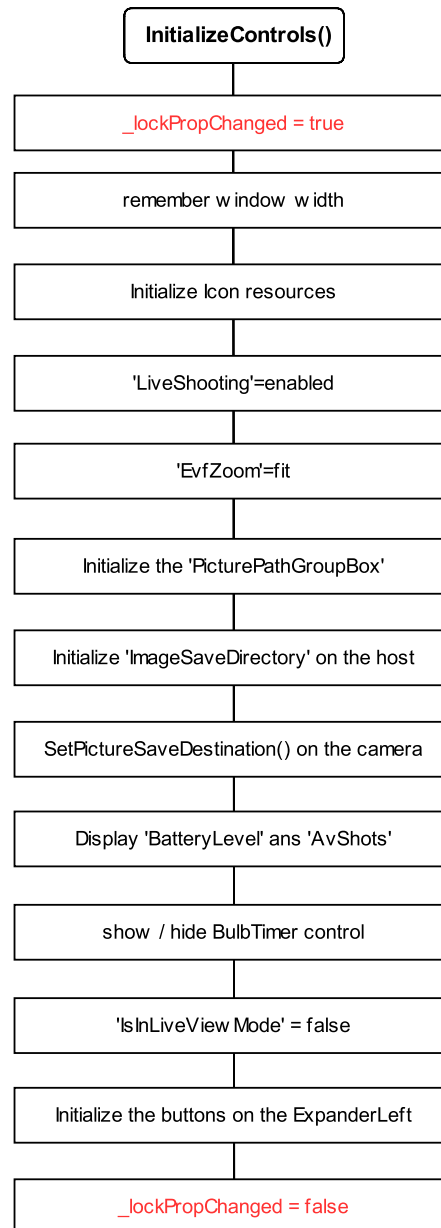 InitializeControls()
_lockPropChanged = true
remember window width
Initialize Icon resources
'LiveShooting'=enabled
'EvfZoom'=fit
Initialize the 'PicturePathGroupBox'
Initialize 'ImageSaveDirectory' on the host
SetPictureSaveDestination() on the camera
Display 'BatteryLevel' ans 'AvShots'
show / hide BulbTimer control
'IsInLiveViewMode' = false
Initialize the buttons on the ExpanderLeft
_lockPropChanged = false